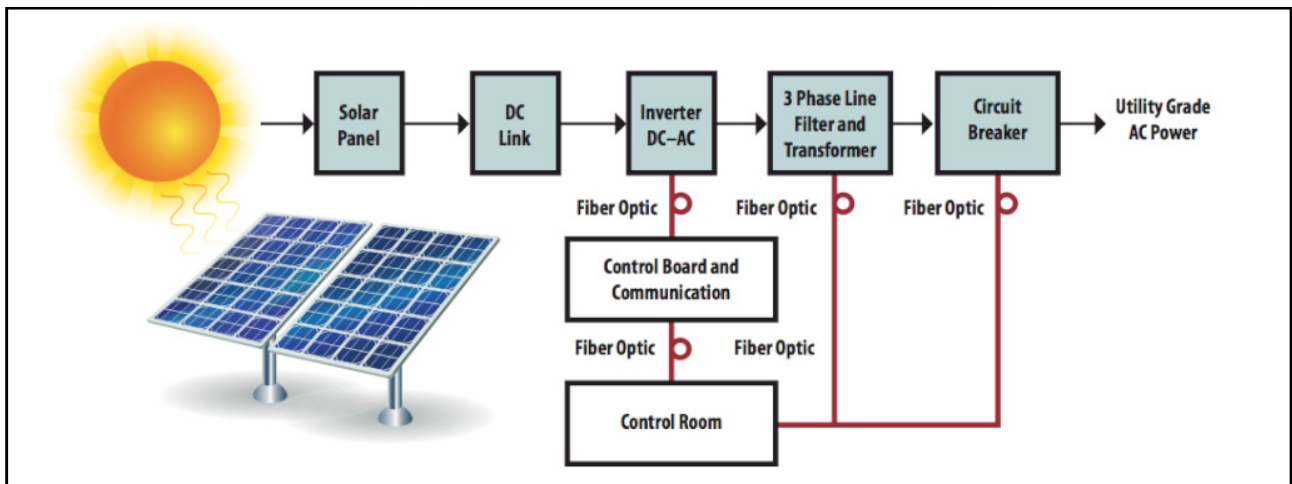 Solar
Panel
DC
Link
Inverter
DC–AC
3 Phase Line
Filter and
Transformer
Circuit
Breaker
Utility Grade
AC Power
Fiber Optic
Fiber Optic
Fiber Optic
Control Board and
Communication
Fiber Optic
Fiber Optic
Control Room